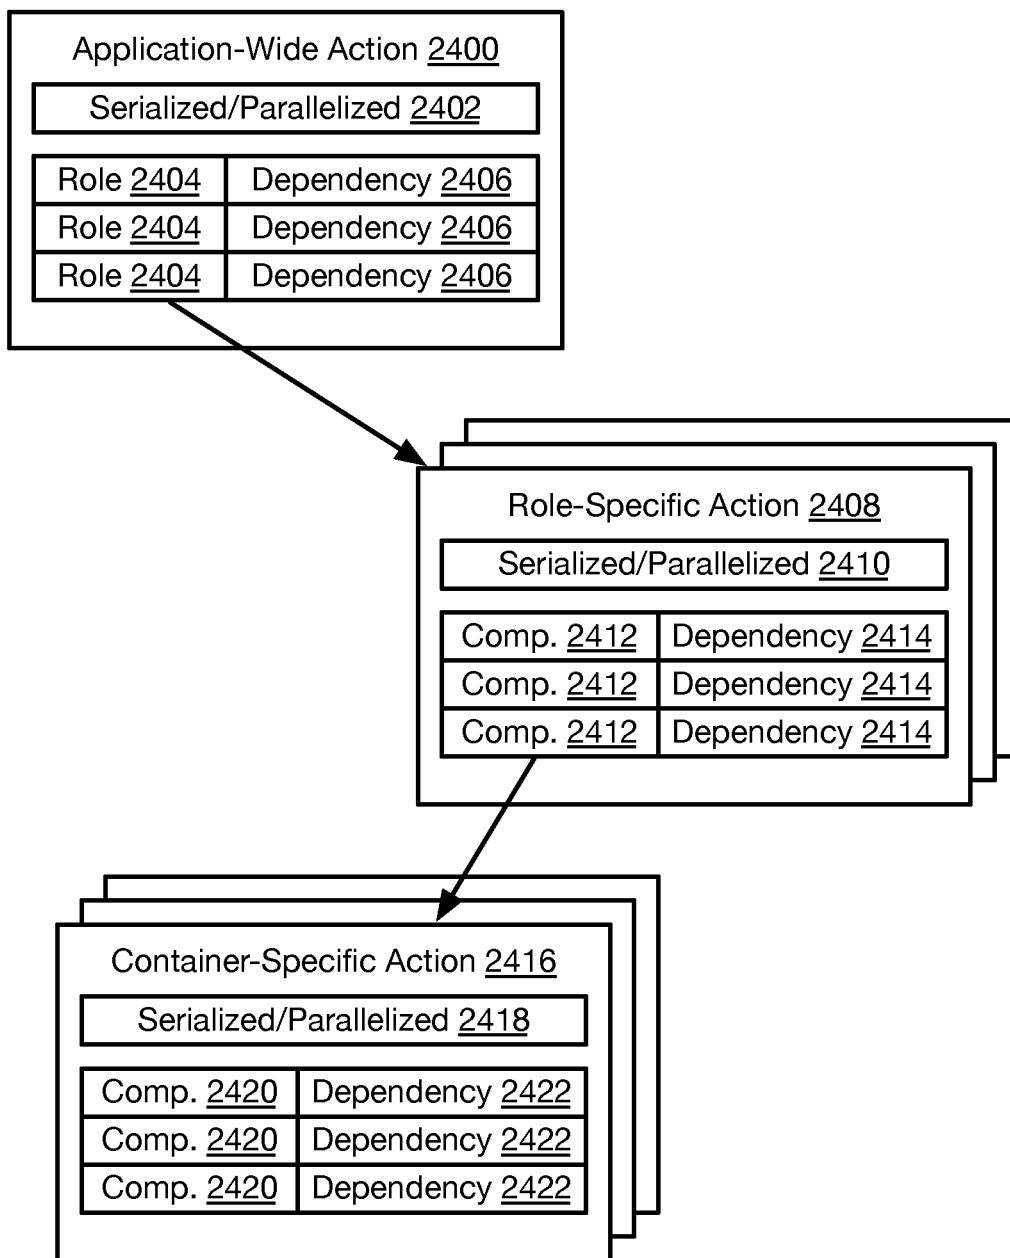 Application-Wide Action 2400
Serialized/Parallelized 2402
Role 2404 Dependency 2406
Role 2404 Dependency 2406
Role 2404 Dependency 2406
Role-Specific Action 2408
Serialized/Parallelized 2410
Comp. 2412 Dependency 2414
Comp. 2412 Dependency 2414
Comp. 2412 Dependency 2414
Container-Specific Action 2416
Serialized/Parallelized 2418
Comp. 2420 Dependency 2422
Comp. 2420 Dependency 2422
Comp. 2420 Dependency 2422